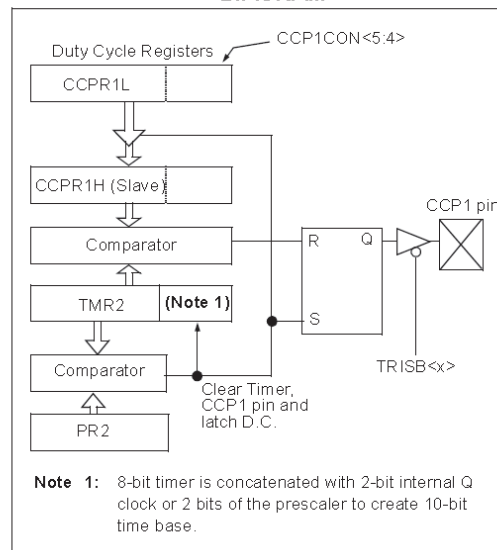 Duty Cycle Registers
CCP1CON<5:4>
CCPR1L
CCPR1H (Slave)
CCP1 pin
Comparator
R
Q
TMR2
(Note 1)
S
Comparator
TRISB<x>
Clear Timer,
CCP1 pin and
latch D.C.
PR2
Note 1: 8-bit timer is concatenated with 2-bit internal Q
clock or 2 bits of the prescaler to create 10-bit
time base.